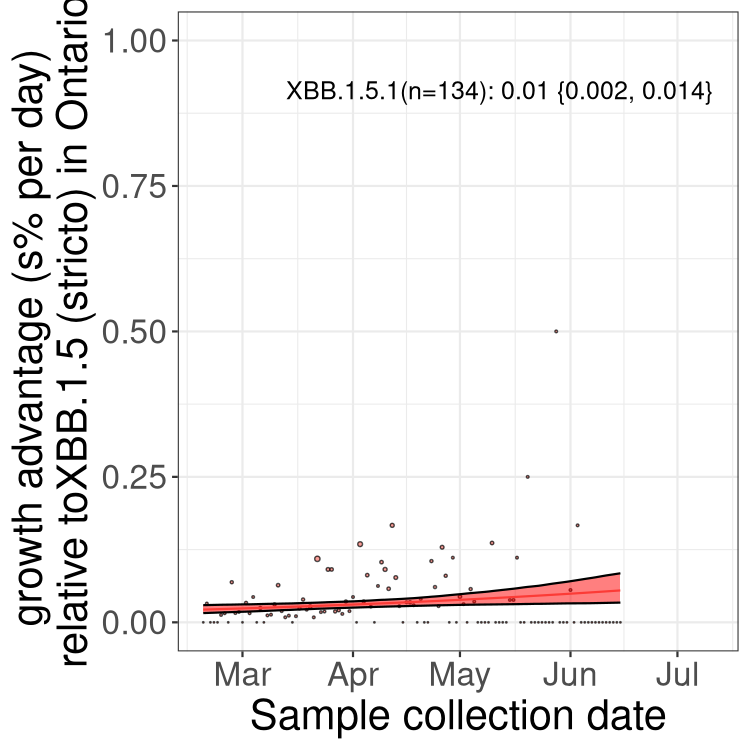 growth advantage (s% per day)
relative toXBB.1.5 (stricto) in Ontario
1.00
XBB.1.5.1(n=134): 0.01 {0.002, 0.014}
0.75
0.50
0.25
0.00
Mar Apr May Jun Jul
Sample collection date